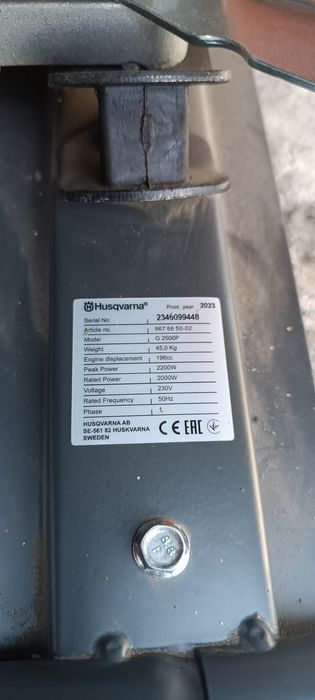 Husqvarna® Prod. year 2023
Serial No 2346099448
Article no. 967 66 50-02
Model G 2500P
Weight 45,0 Kg
Engine displacement 196cc
Peak Power 2200W
Rated Power 2000W
Voltage 230V
Rated Frequency 50Hz
Phase 1
HUSQVARNA AB
SE-561 82 HUSKVARNA
SWEDEN
CE EAC
8.8